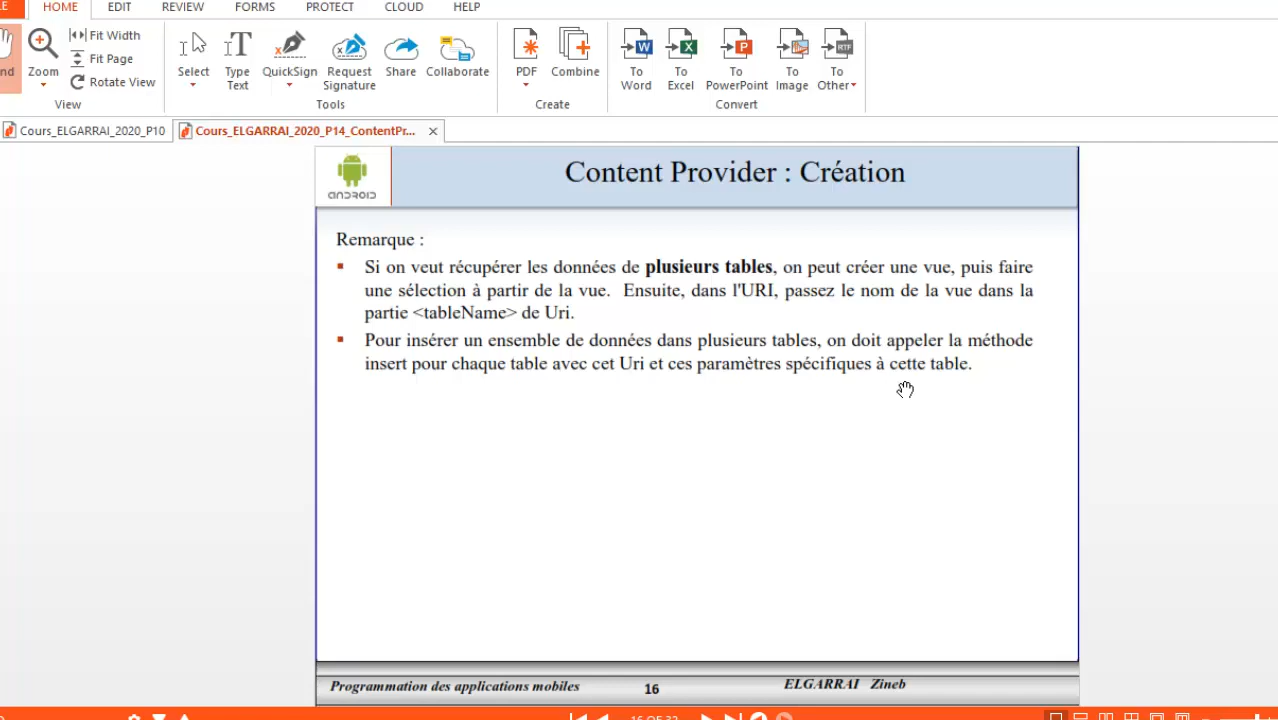 HOME EDIT REVIEW FORMS PROTECT CLOUD HELP
Fit Width
Fit Page
Rotate View
Zoom
View
Select
Type Text
QuickSign
Request Signature
Share
Collaborate
Tools
PDF
Combine
Create
To Word
To Excel
To PowerPoint
To Image
To Other
Convert
Cours_ELGARRAI_2020_P10
Cours_ELGARRAI_2020_P14_ContentPr...
ANDROID
Content Provider : Création
Remarque :
Si on veut récupérer les données de plusieurs tables, on peut créer une vue, puis faire
une sélection à partir de la vue. Ensuite, dans l'URI, passez le nom de la vue dans la
partie <tableName> de Uri.
Pour insérer un ensemble de données dans plusieurs tables, on doit appeler la méthode
insert pour chaque table avec cet Uri et ces paramètres spécifiques à cette table.
Programmation des applications mobiles
16
ELGARRAI Zineb